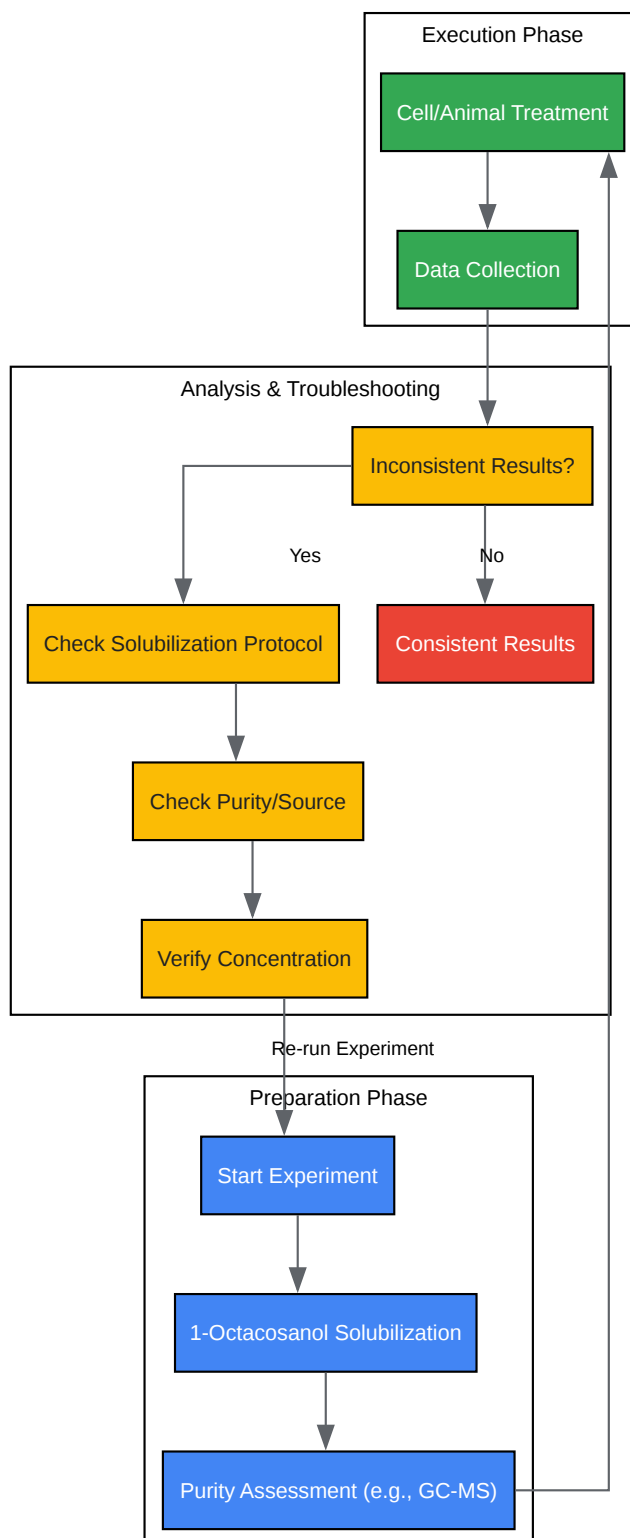 Execution Phase
Cell/Animal Treatment
Data Collection
Analysis & Troubleshooting
Inconsistent Results?
Yes
No
Check Solubilization Protocol
Consistent Results
Check Purity/Source
Verify Concentration
Re-run Experiment
Preparation Phase
Start Experiment
1-Octacosanol Solubilization
Purity Assessment (e.g., GC-MS)